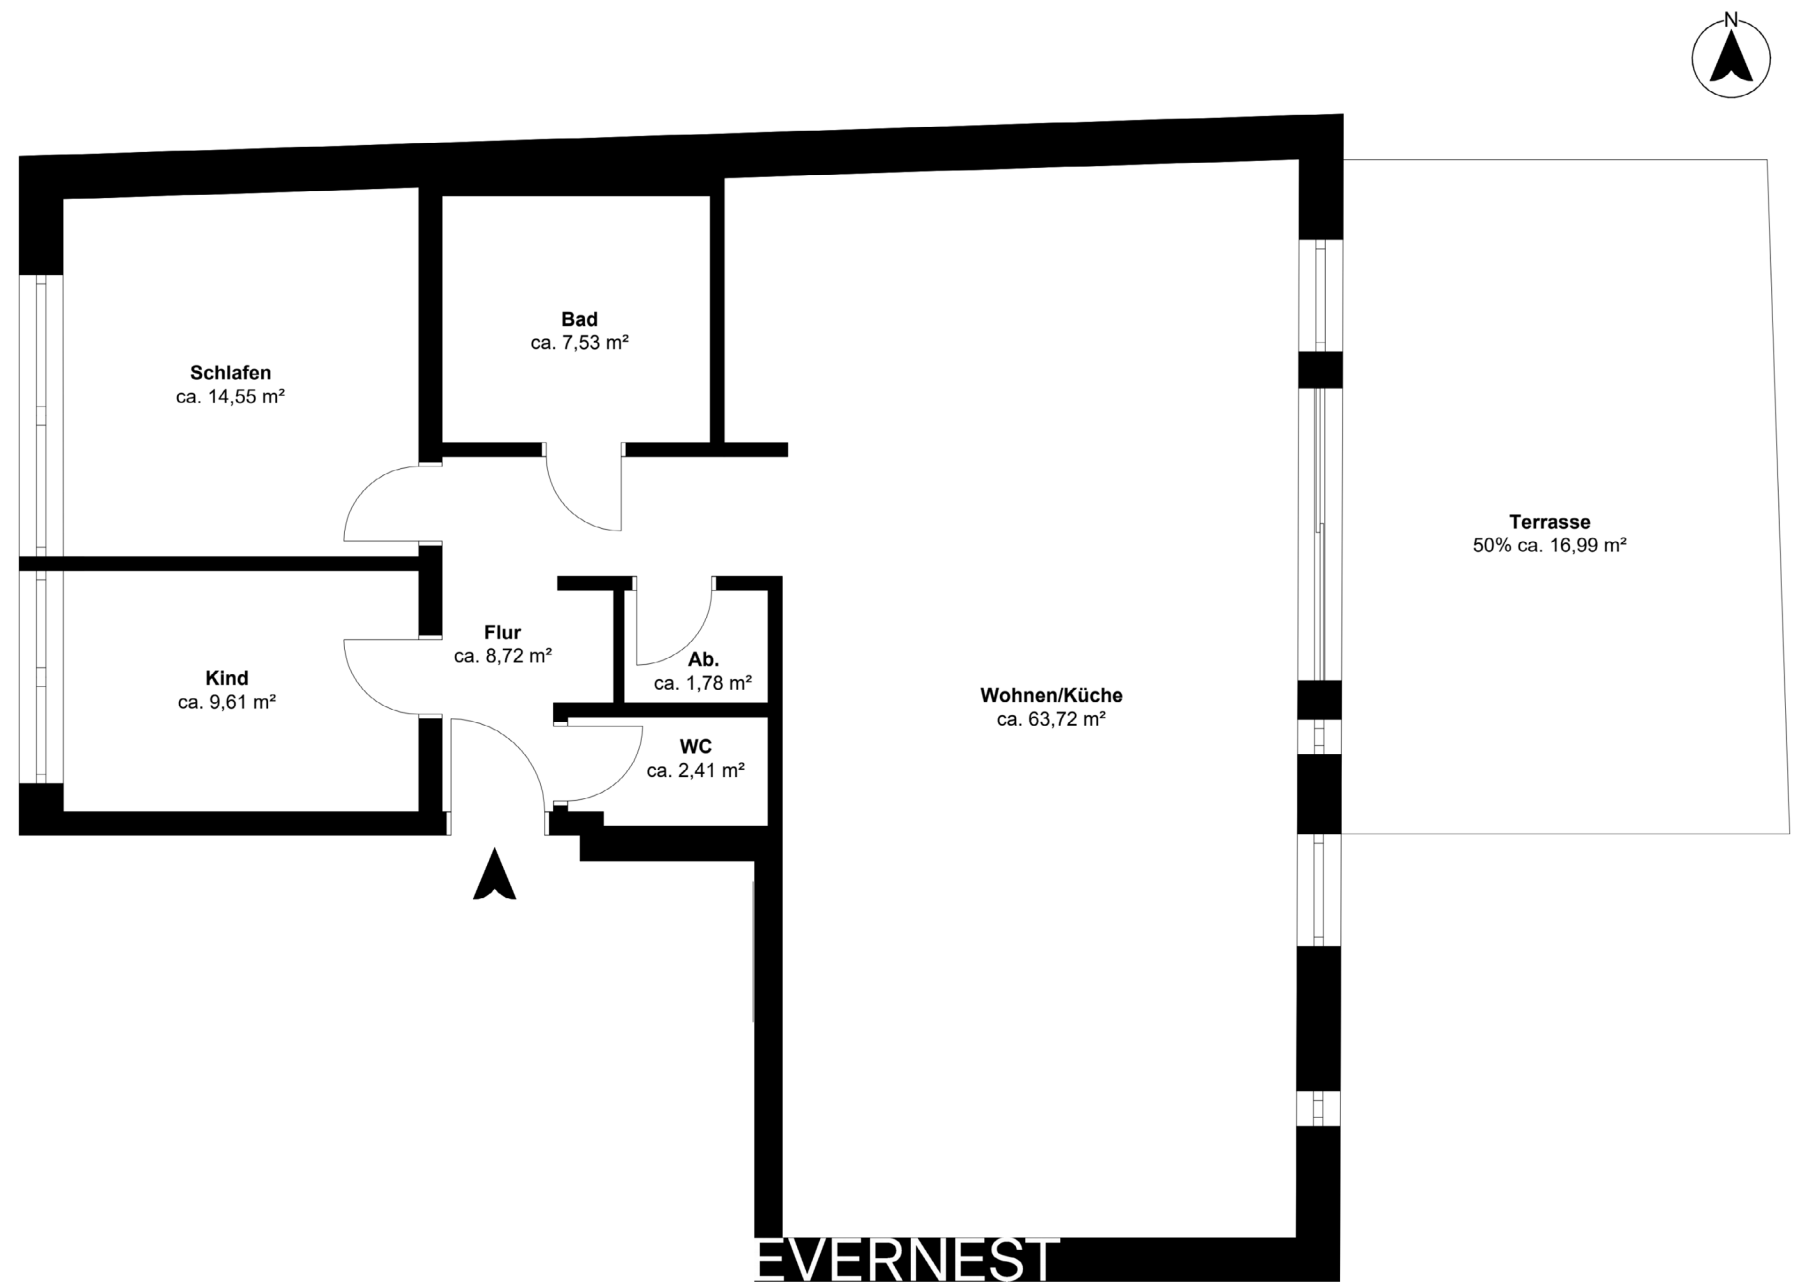 N
Bad
ca. 7,53 m²
Schlafen
ca. 14,55 m²
Terrasse
50% ca. 16,99 m²
Flur
ca. 8,72 m²
Ab.
ca. 1,78 m²
Kind
ca. 9,61 m²
Wohnen/Küche
ca. 63,72 m²
WC
ca. 2,41 m²
EVERNEST